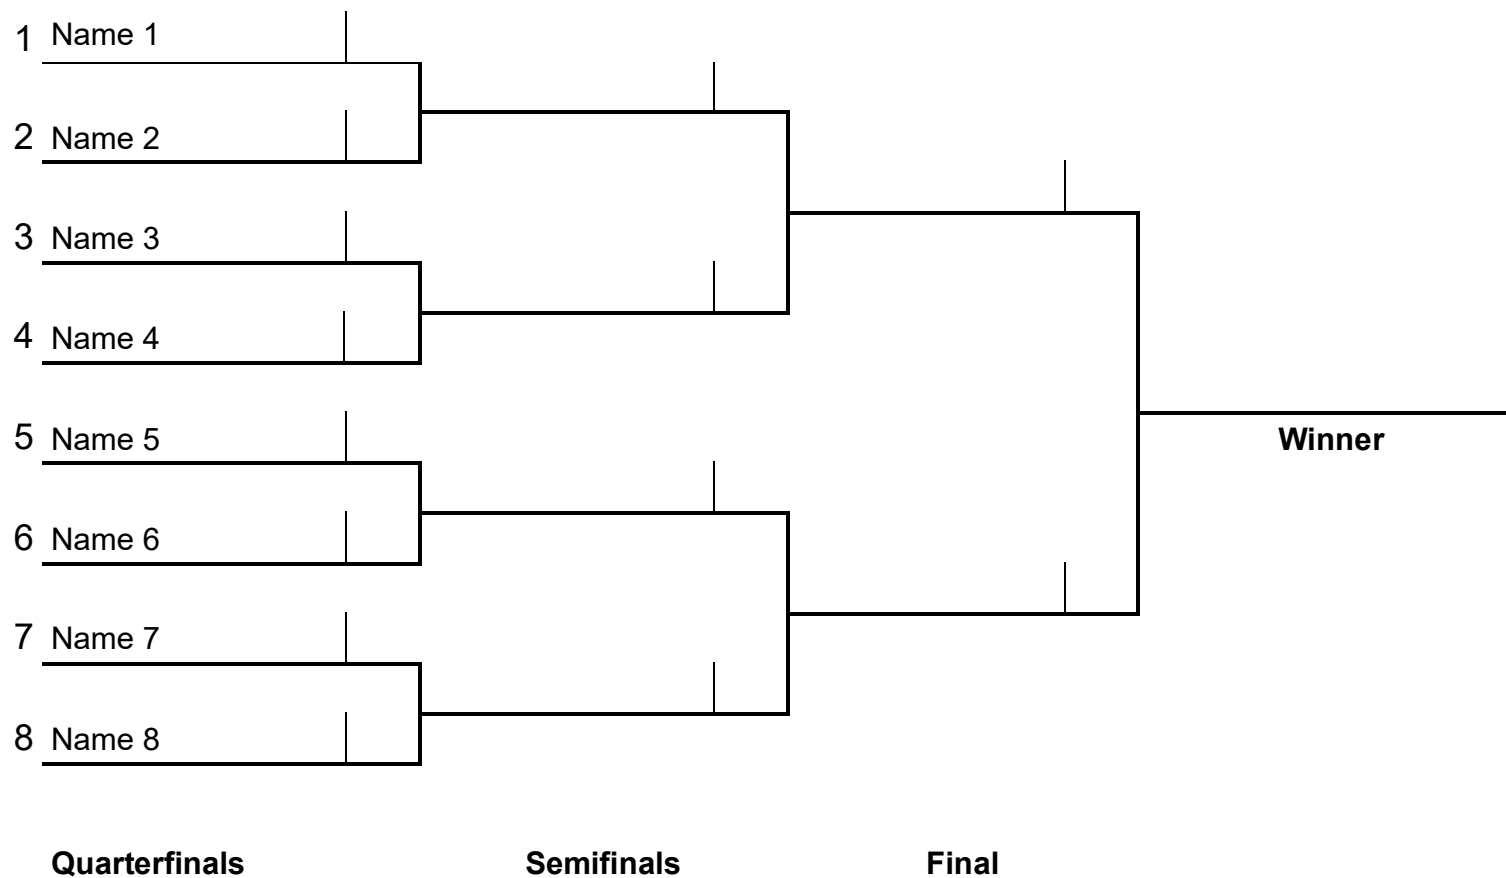 1 Name 1
2 Name 2
3 Name 3
4 Name 4
5 Name 5
Winner
6 Name 6
7 Name 7
8 Name 8
Quarterfinals Semifinals Final